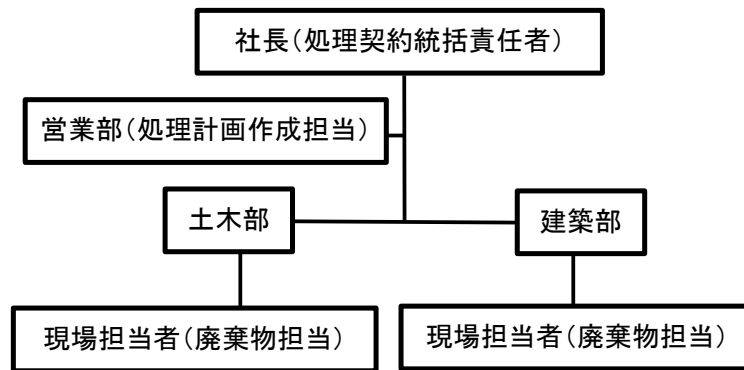 社長（処理契約統括責任者）
営業部（処理計画作成担当）
土木部
建築部
現場担当者（廃棄物担当）
現場担当者（廃棄物担当）